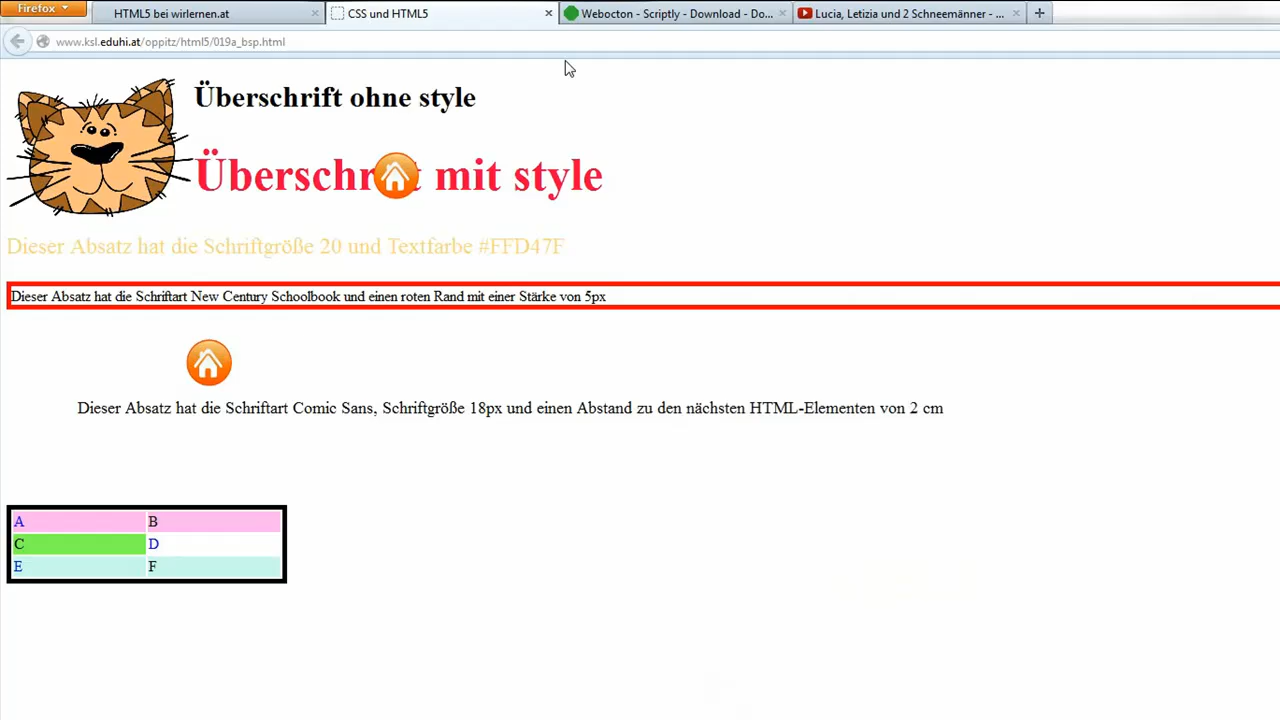 Firefox
HTML5 bei wirlernen.at
CSS und HTML5
Webocton - Scriptly - Download - Do...
Lucia, Letizia und 2 Schneemänner - ...
www.ksl.eduhi.at/oppitz/html5/019a_bsp.html
Überschrift ohne style
Überschr t mit style
Dieser Absatz hat die Schriftgröße 20 und Textfarbe #FFD47F
Dieser Absatz hat die Schriftart New Century Schoolbook und einen roten Rand mit einer Stärke von 5px
Dieser Absatz hat die Schriftart Comic Sans, Schriftgröße 18px und einen Abstand zu den nächsten HTML-Elementen von 2 cm
A B
C D
E F